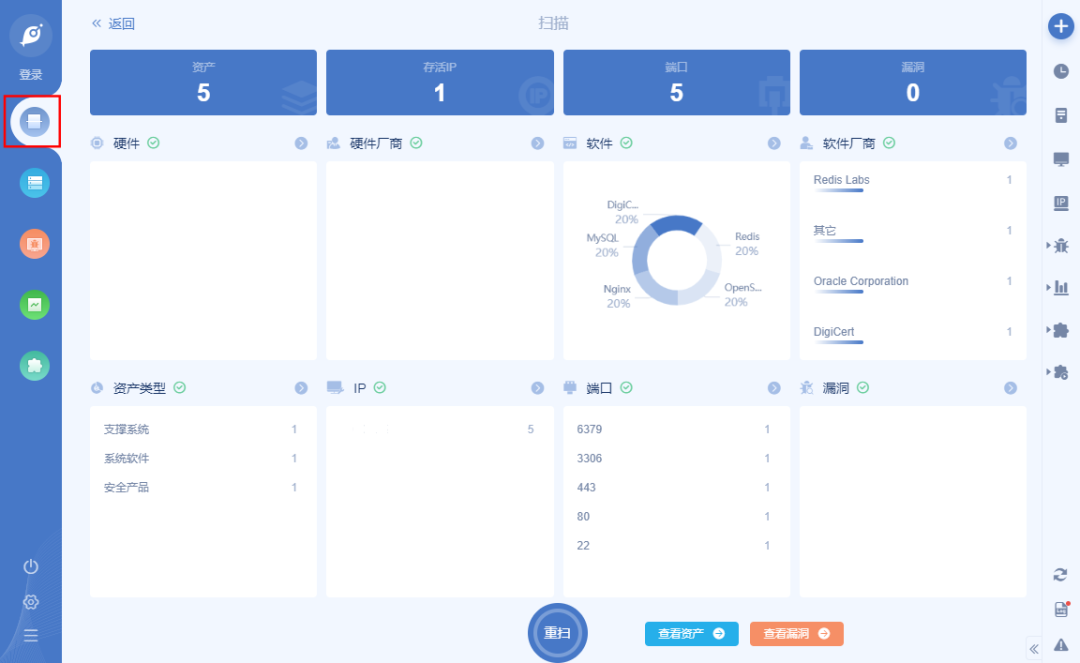 返回
扫描
登录
资产
5
存活IP
1
端口
5
漏洞
0
硬件
硬件厂商
软件
软件厂商
DigiC...
20%
MySQL
20%
Nginx
20%
Redis
20%
OpenS...
20%
Redis Labs 1
其它 1
Oracle Corporation 1
DigiCert 1
资产类型
IP
端口
漏洞
支撑系统 1
系统软件 1
安全产品 1
5
6379 1
3306 1
443 1
80 1
22 1
重扫
查看资产
查看漏洞